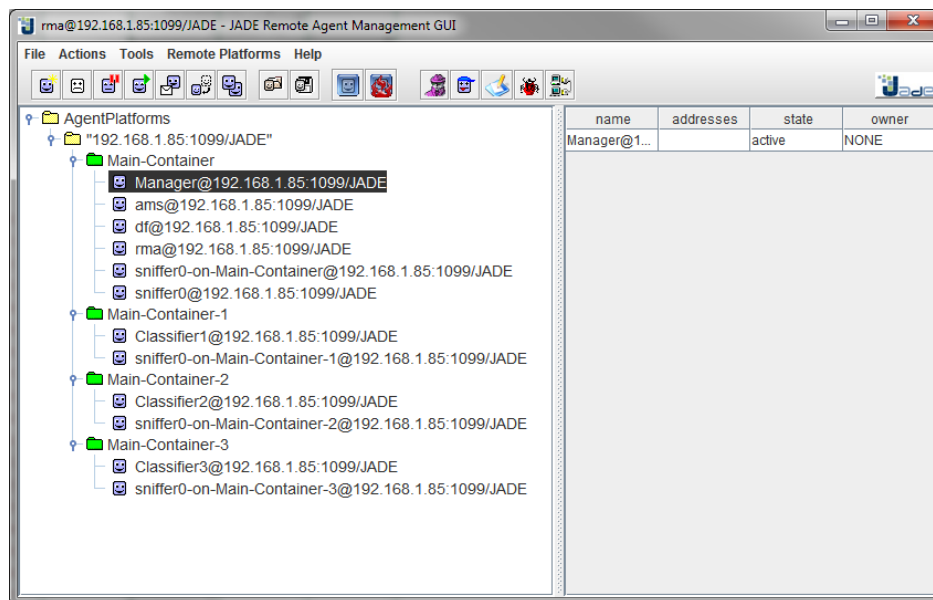 rma@192.168.1.85:1099/JADE - JADE Remote Agent Management GUI
File Actions Tools Remote Platforms Help
Jade
AgentPlatforms
"192.168.1.85:1099/JADE"
Main-Container
Manager@192.168.1.85:1099/JADE
ams@192.168.1.85:1099/JADE
df@192.168.1.85:1099/JADE
rma@192.168.1.85:1099/JADE
sniffer0-on-Main-Container@192.168.1.85:1099/JADE
sniffer0@192.168.1.85:1099/JADE
Main-Container-1
Classifier1@192.168.1.85:1099/JADE
sniffer0-on-Main-Container-1@192.168.1.85:1099/JADE
Main-Container-2
Classifier2@192.168.1.85:1099/JADE
sniffer0-on-Main-Container-2@192.168.1.85:1099/JADE
Main-Container-3
Classifier3@192.168.1.85:1099/JADE
sniffer0-on-Main-Container-3@192.168.1.85:1099/JADE
name addresses state owner
Manager@1... active NONE